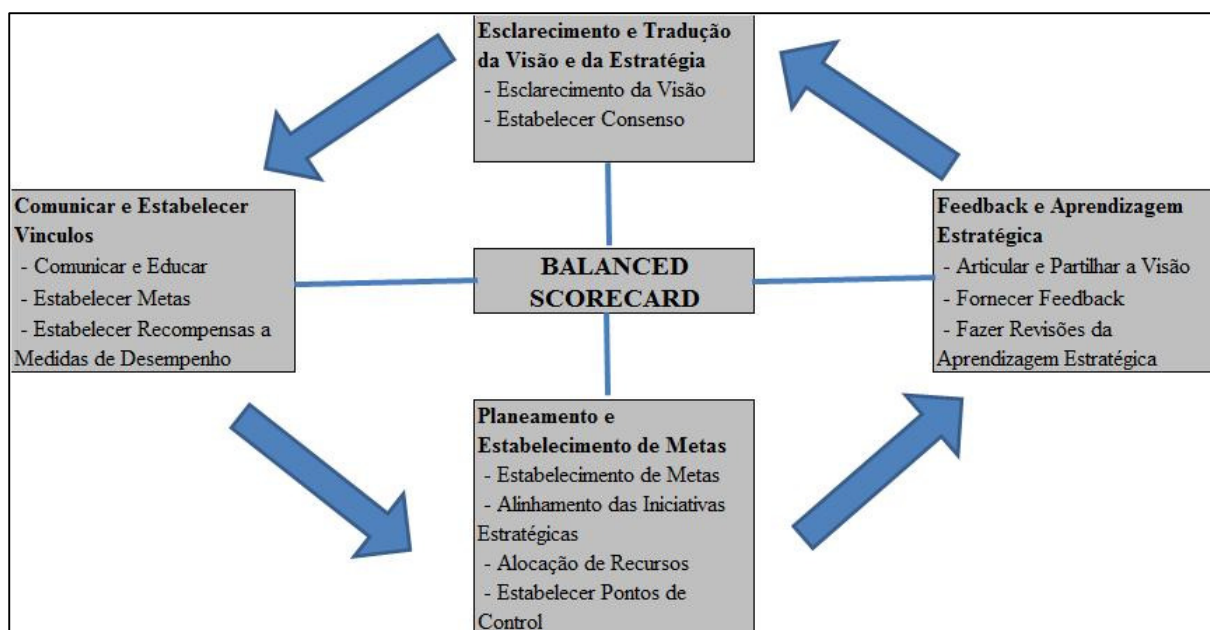 Esclarecimento e Tradução
da Visão e da Estratégia
- Esclarecimento da Visão
- Estabelecer Consenso
Comunicar e Estabelecer
Vinculos
- Comunicar e Educar
- Estabelecer Metas
- Estabelecer Recompensas a
Medidas de Desempenho
BALANCED
SCORECARD
Feedback e Aprendizagem
Estratégica
- Articular e Partilhar a Visão
- Fornecer Feedback
- Fazer Revisões da
Aprendizagem Estratégica
Planeamento e
Estabelecimento de Metas
- Estabelecimento de Metas
- Alinhamento das Iniciativas
Estratégicas
- Alocação de Recursos
- Estabelecer Pontos de
Control